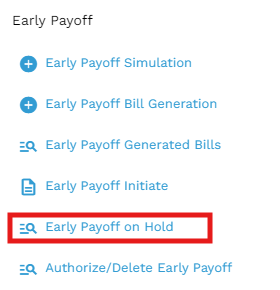 Early Payoff
Early Payoff Simulation
Early Payoff Bill Generation
Early Payoff Generated Bills
Early Payoff Initiate
Early Payoff on Hold
Authorize/Delete Early Payoff